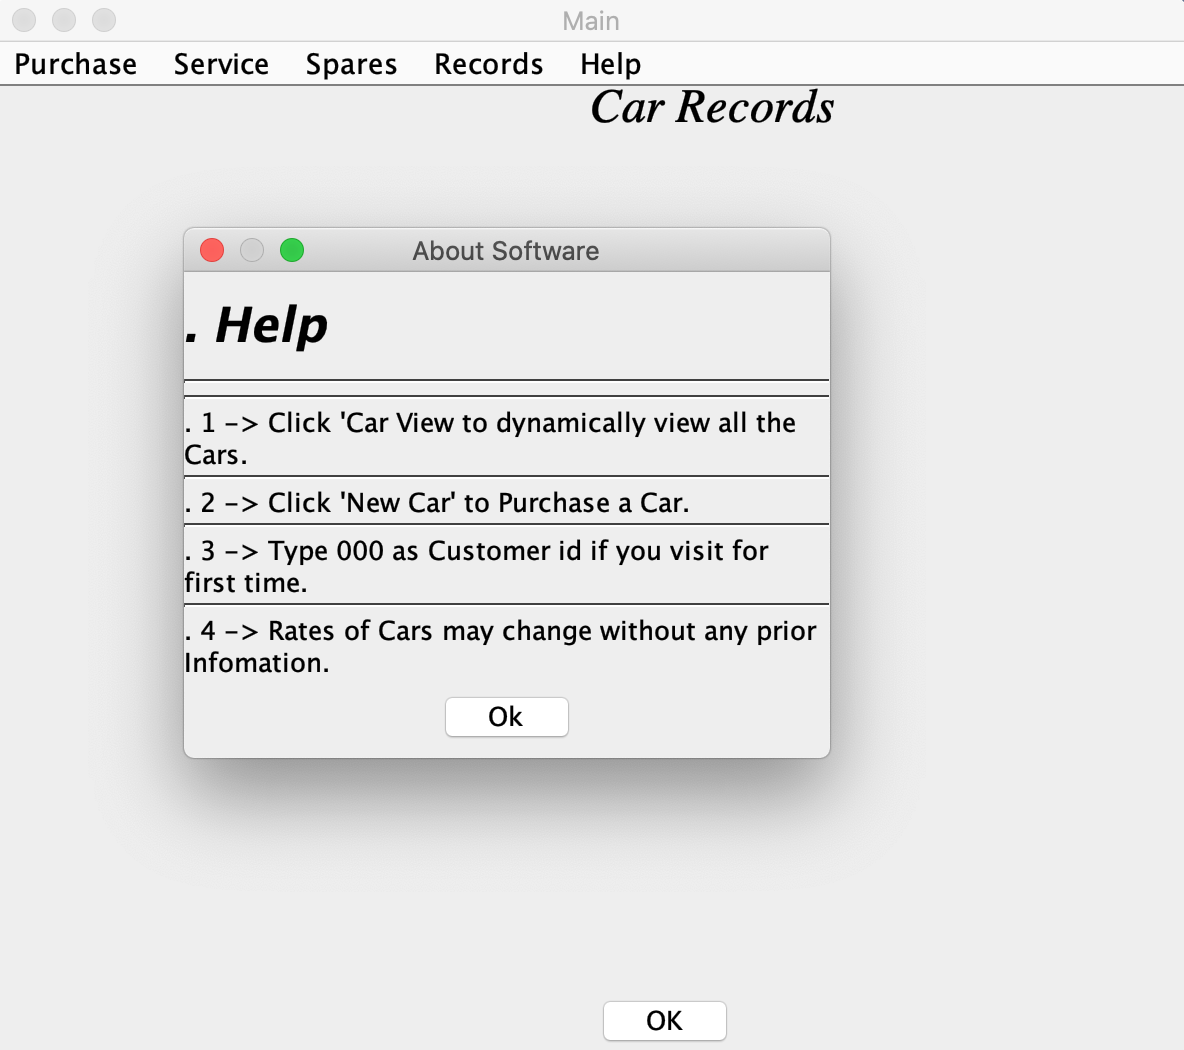 Main
Purchase Service Spares Records Help
Car Records
About Software
. Help
. 1 -> Click 'Car View to dynamically view all the
Cars.
. 2 -> Click 'New Car' to Purchase a Car.
. 3 -> Type 000 as Customer id if you visit for
first time.
. 4 -> Rates of Cars may change without any prior
Infomation.
Ok
OK